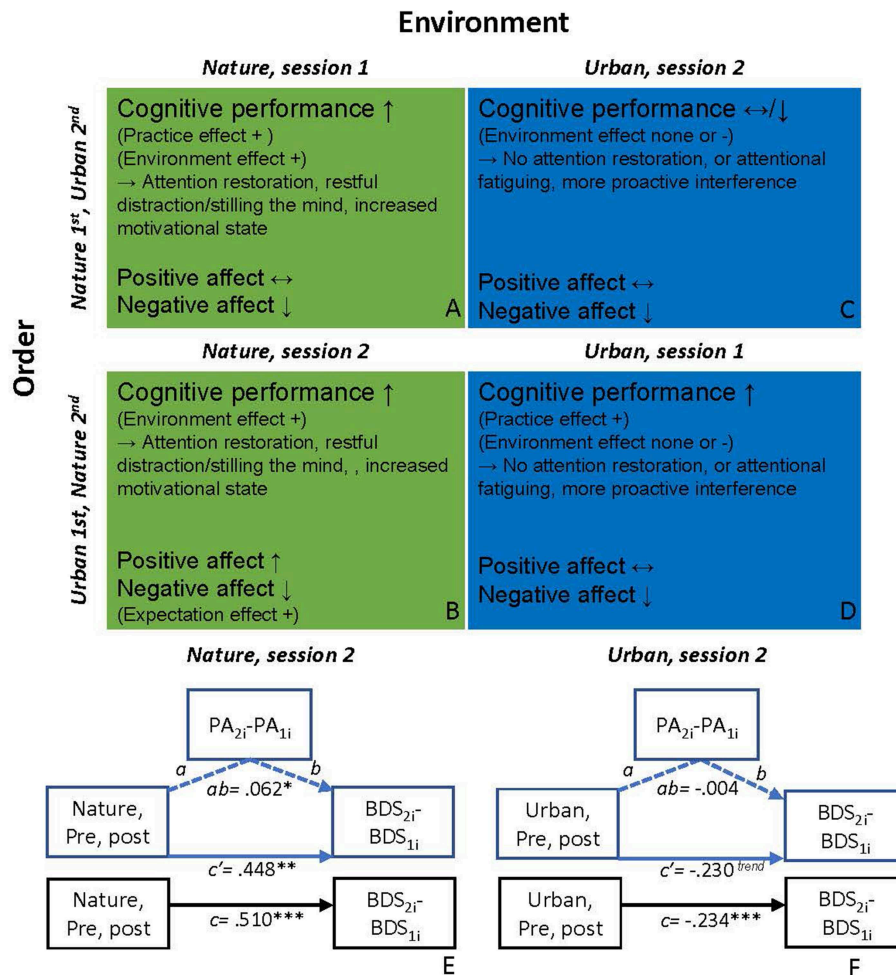 Environment
Nature, session 1
Urban, session 2
Order
Nature 1st, Urban 2nd
Cognitive performance ↑
(Practice effect + )
(Environment effect +)
→ Attention restoration, restful
distraction/stilling the mind, increased
motivational state
Positive affect ↔
Negative affect ↓
A
Cognitive performance ↔/↓
(Environment effect none or -)
→ No attention restoration, or attentional
fatiguing, more proactive interference
Positive affect ↔
Negative affect ↓
C
Nature, session 2
Urban, session 1
Urban 1st, Nature 2nd
Cognitive performance ↑
(Environment effect +)
→ Attention restoration, restful
distraction/stilling the mind, , increased
motivational state
Positive affect ↑
Negative affect ↓
(Expectation effect +)
B
Cognitive performance ↑
(Practice effect +)
(Environment effect none or -)
→ No attention restoration, or attentional
fatiguing, more proactive interference
Positive affect ↔
Negative affect ↓
D
Nature, session 2
PA2i-PA1i
a
b
ab= .062*
Nature,
Pre, post
BDS2i-
BDS1i
c'= .448**
Nature,
Pre, post
c= .510***
BDS2i-
BDS1i
E
Urban, session 2
PA2i-PA1i
a
b
ab= -.004
Urban,
Pre, post
BDS2i-
BDS1i
c'= -.230 trend
Urban,
Pre, post
c= -.234***
BDS2i-
BDS1i
F